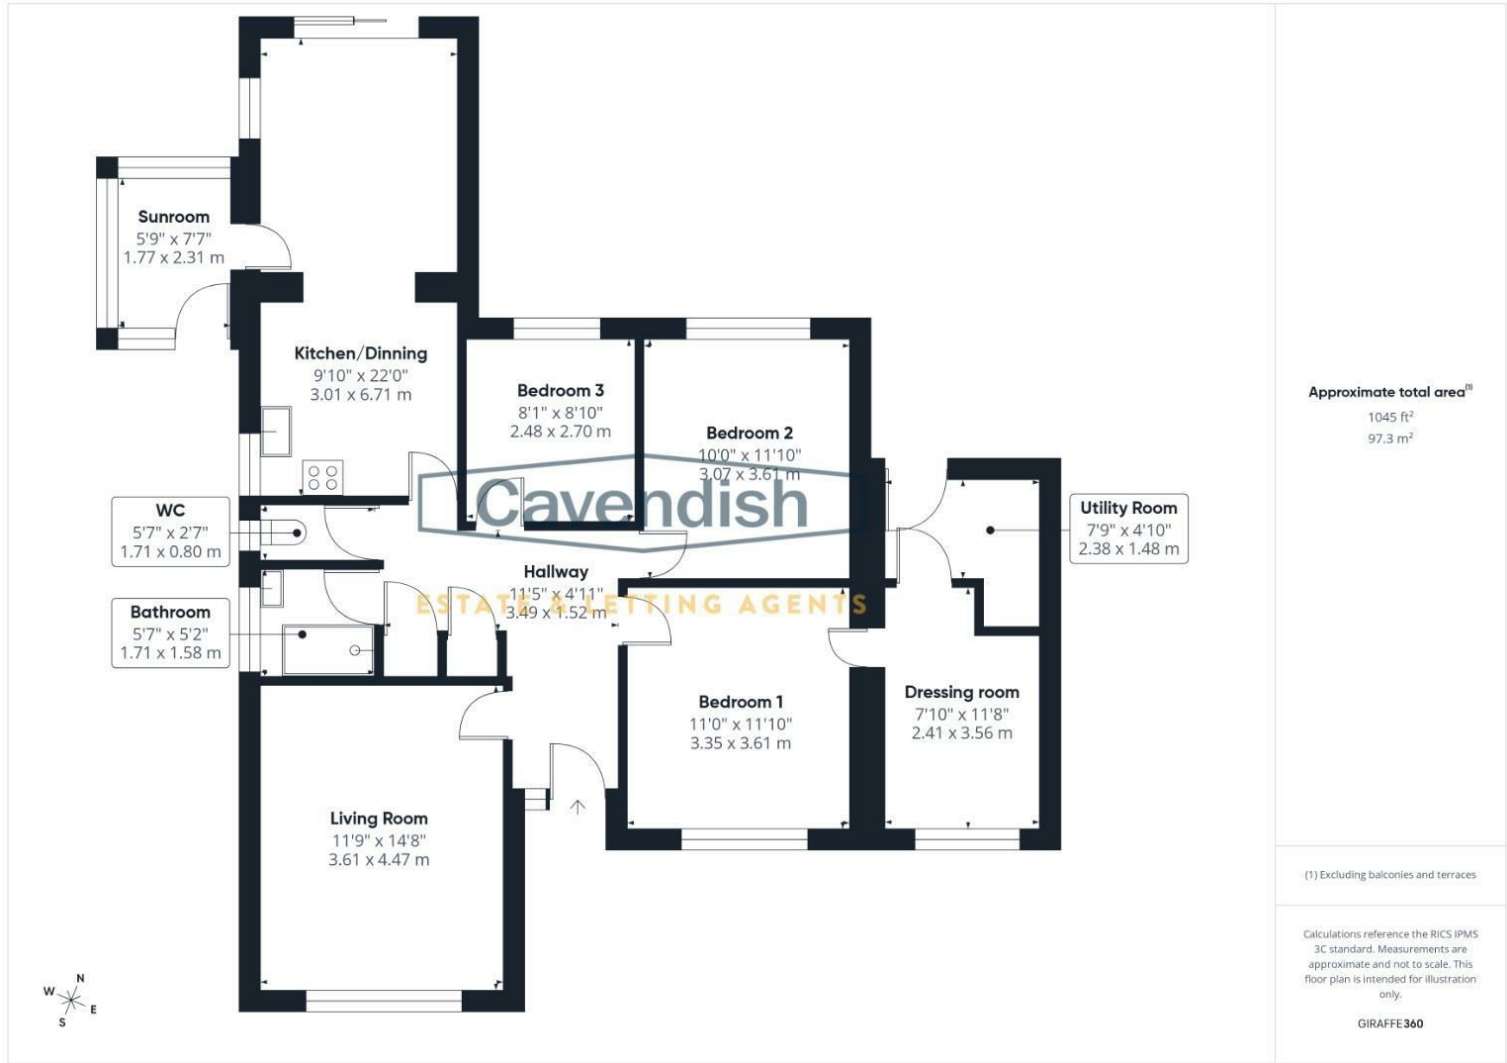 Sunroom
5'9" x 7'7"
1.77 x 2.31 m
Kitchen/Dinning
9'10" x 22'0"
3.01 x 6.71 m
Bedroom 3
8'1" x 8'10"
2.48 x 2.70 m
Bedroom 2
10'0" x 11'10"
3.07 x 3.61 m
WC
5'7" x 2'7"
1.71 x 0.80 m
Cavendish
ESTATE & LETTING AGENTS
Utility Room
7'9" x 4'10"
2.38 x 1.48 m
Hallway
11'5" x 4'11"
3.49 x 1.52 m
Bathroom
5'7" x 5'2"
1.71 x 1.58 m
Bedroom 1
11'0" x 11'10"
3.35 x 3.61 m
Dressing room
7'10" x 11'8"
2.41 x 3.56 m
Living Room
11'9" x 14'8"
3.61 x 4.47 m
N
W
E
S
Approximate total area(1)
1045 ft²
97.3 m²
(1) Excluding balconies and terraces
Calculations reference the RICS IPMS
3C standard. Measurements are
approximate and not to scale. This
floor plan is intended for illustration
only.
GIRAFFE360